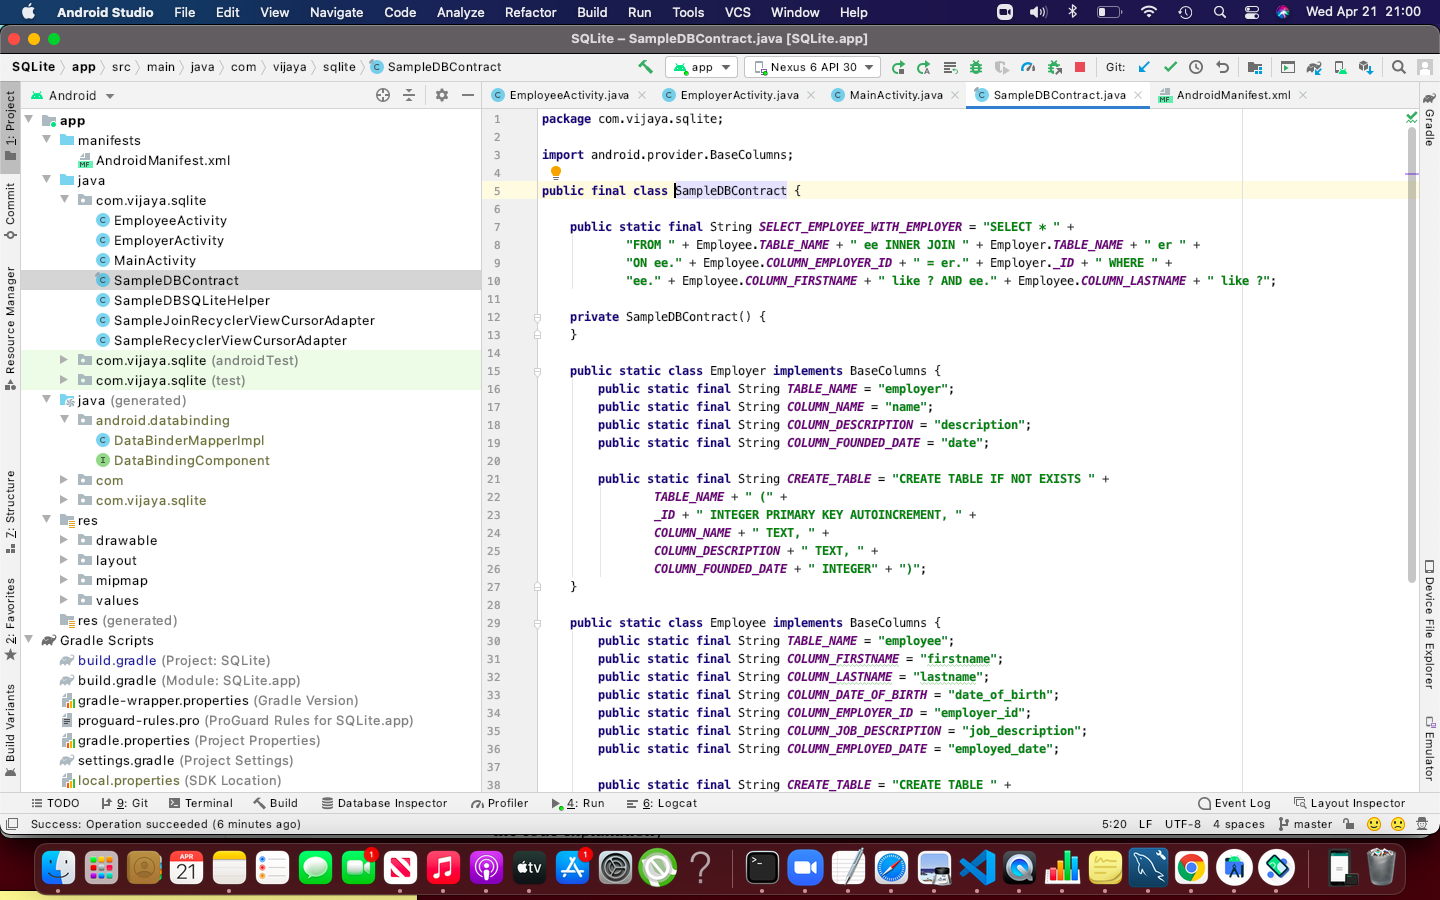 Android Studio File Edit View Navigate Code Analyze Refactor Build Run Tools VCS Window Help Wed Apr 21 21:00
SQLite – SampleDBContract.java [SQLite.app]
SQLite app src main java com vijaya sqlite SampleDBContract app Nexus 6 API 30 Git:
Android
EmployeeActivity.java EmployerActivity.java MainActivity.java SampleDBContract.java AndroidManifest.xml
1: Project
Commit
Resource Manager
Z: Structure
2: Favorites
Build Variants
app
manifests
AndroidManifest.xml
java
com.vijaya.sqlite
EmployeeActivity
EmployerActivity
MainActivity
SampleDBContract
SampleDBSQLiteHelper
SampleJoinRecyclerViewCursorAdapter
SampleRecyclerViewCursorAdapter
com.vijaya.sqlite (androidTest)
com.vijaya.sqlite (test)
java (generated)
android.databinding
DataBinderMapperImpl
DataBindingComponent
com
com.vijaya.sqlite
res
drawable
layout
mipmap
values
res (generated)
Gradle Scripts
build.gradle (Project: SQLite)
build.gradle (Module: SQLite.app)
gradle-wrapper.properties (Gradle Version)
proguard-rules.pro (ProGuard Rules for SQLite.app)
gradle.properties (Project Properties)
settings.gradle (Project Settings)
local.properties (SDK Location)
1 package com.vijaya.sqlite;
2
3 import android.provider.BaseColumns;
4
5 public final class SampleDBContract {
6
7 public static final String SELECT_EMPLOYEE_WITH_EMPLOYER = "SELECT * " +
8 "FROM " + Employee.TABLE_NAME + " ee INNER JOIN " + Employer.TABLE_NAME + " er " +
9 "ON ee." + Employee.COLUMN_EMPLOYER_ID + " = er." + Employer._ID + " WHERE " +
10 "ee." + Employee.COLUMN_FIRSTNAME + " like ? AND ee." + Employee.COLUMN_LASTNAME + " like ?";
11
12 private SampleDBContract() {
13 }
14
15 public static class Employer implements BaseColumns {
16 public static final String TABLE_NAME = "employer";
17 public static final String COLUMN_NAME = "name";
18 public static final String COLUMN_DESCRIPTION = "description";
19 public static final String COLUMN_FOUNDED_DATE = "date";
20
21 public static final String CREATE_TABLE = "CREATE TABLE IF NOT EXISTS " +
22 TABLE_NAME + " (" +
23 _ID + " INTEGER PRIMARY KEY AUTOINCREMENT, " +
24 COLUMN_NAME + " TEXT, " +
25 COLUMN_DESCRIPTION + " TEXT, " +
26 COLUMN_FOUNDED_DATE + " INTEGER" + ")";
27 }
28
29 public static class Employee implements BaseColumns {
30 public static final String TABLE_NAME = "employee";
31 public static final String COLUMN_FIRSTNAME = "firstname";
32 public static final String COLUMN_LASTNAME = "lastname";
33 public static final String COLUMN_DATE_OF_BIRTH = "date_of_birth";
34 public static final String COLUMN_EMPLOYER_ID = "employer_id";
35 public static final String COLUMN_JOB_DESCRIPTION = "job_description";
36 public static final String COLUMN_EMPLOYED_DATE = "employed_date";
37
38 public static final String CREATE_TABLE = "CREATE TABLE " +
Gradle
Device File Explorer
Emulator
TODO 9: Git Terminal Build Database Inspector Profiler 4: Run 6: Logcat Event Log Layout Inspector
Success: Operation succeeded (6 minutes ago) 5:20 LF UTF-8 4 spaces master
APR
21
1
tv
1